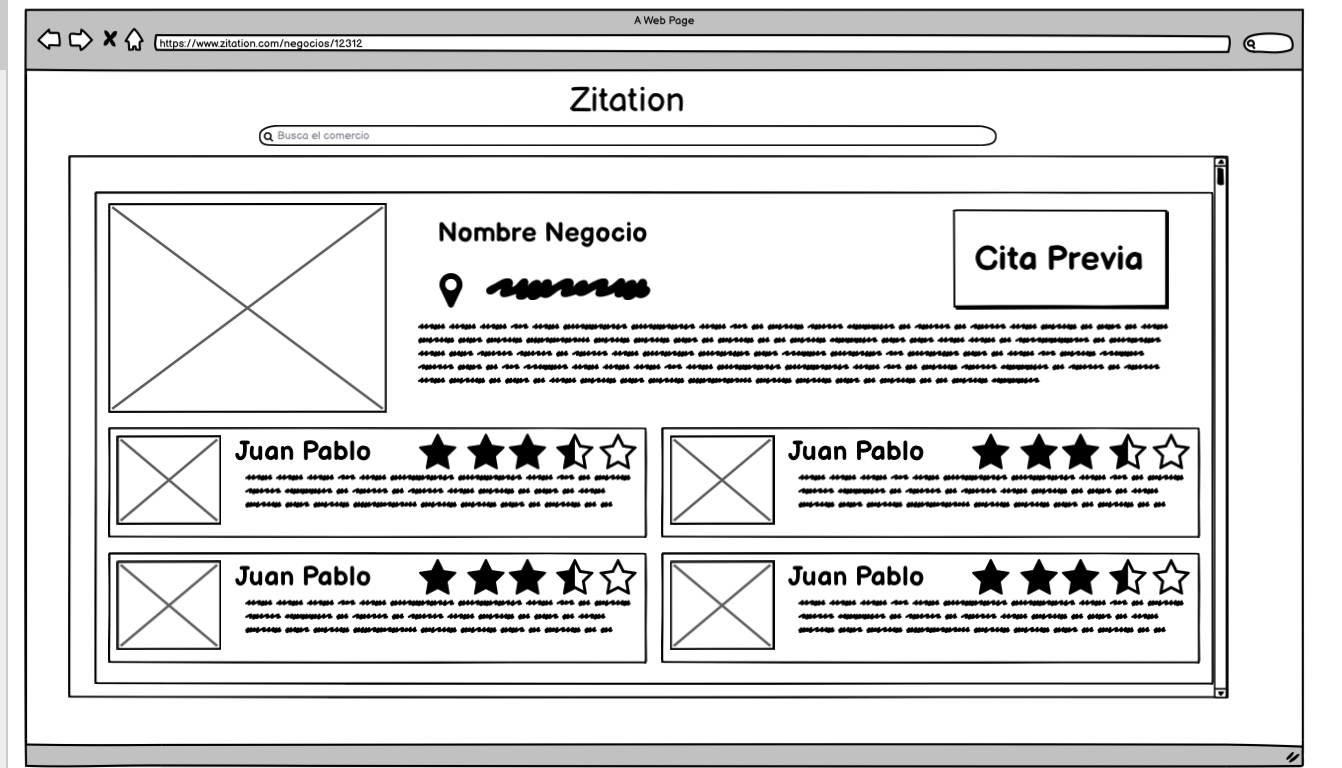 A Web Page
https://www.zitation.com/negocios/12312
Zitation
Busca el comercio
Nombre Negocio
Cita Previa
Juan Pablo
Juan Pablo
Juan Pablo
Juan Pablo